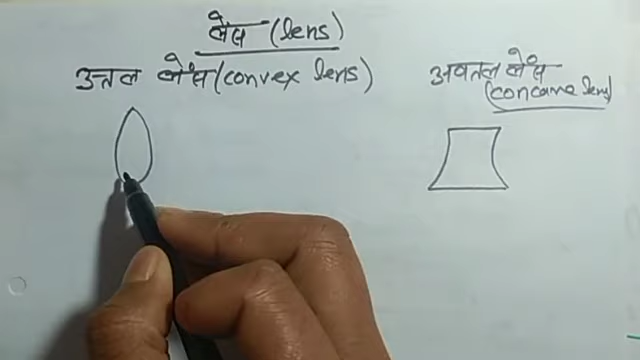 लेंस (lens)
उत्तल लेंस (convex lens)
अवतल लेंस
(concave lens)